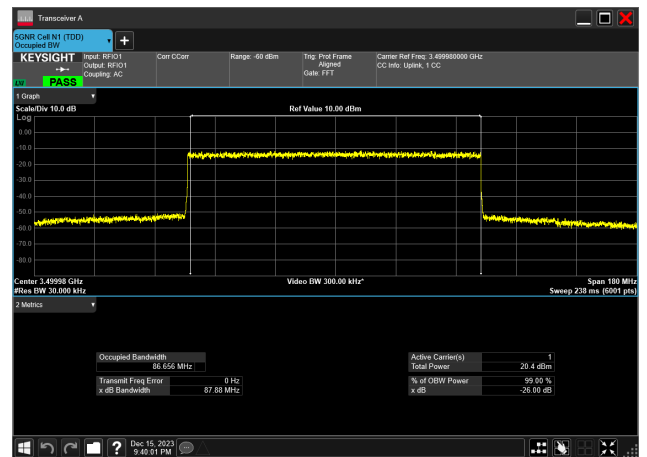 Transceiver A
5GNR Cell N1 (TDD)
Occupied BW
KEYSIGHT
LXI
PASS
Input: RFIO1
Output: RFIO1
Coupling: AC
Corr CCorr
Range: -60 dBm
Trig: Prot Frame
Aligned
Gate: FFT
Carrier Ref Freq: 3.499980000 GHz
CC Info: Uplink, 1 CC
1 Graph
Scale/Div 10.0 dB
Ref Value 10.00 dBm
Log
0.00
-10.0
-20.0
-30.0
-40.0
-50.0
-60.0
-70.0
-80.0
Center 3.49998 GHz
Video BW 300.00 kHz*
Span 180 MHz
#Res BW 30.000 kHz
Sweep 238 ms (6001 pts)
2 Metrics
Occupied Bandwidth
86.656 MHz
Transmit Freq Error 0 Hz
x dB Bandwidth 87.88 MHz
Active Carrier(s) 1
Total Power 20.4 dBm
% of OBW Power 99.00 %
x dB -26.00 dB
Dec 15, 2023
9:40:01 PM